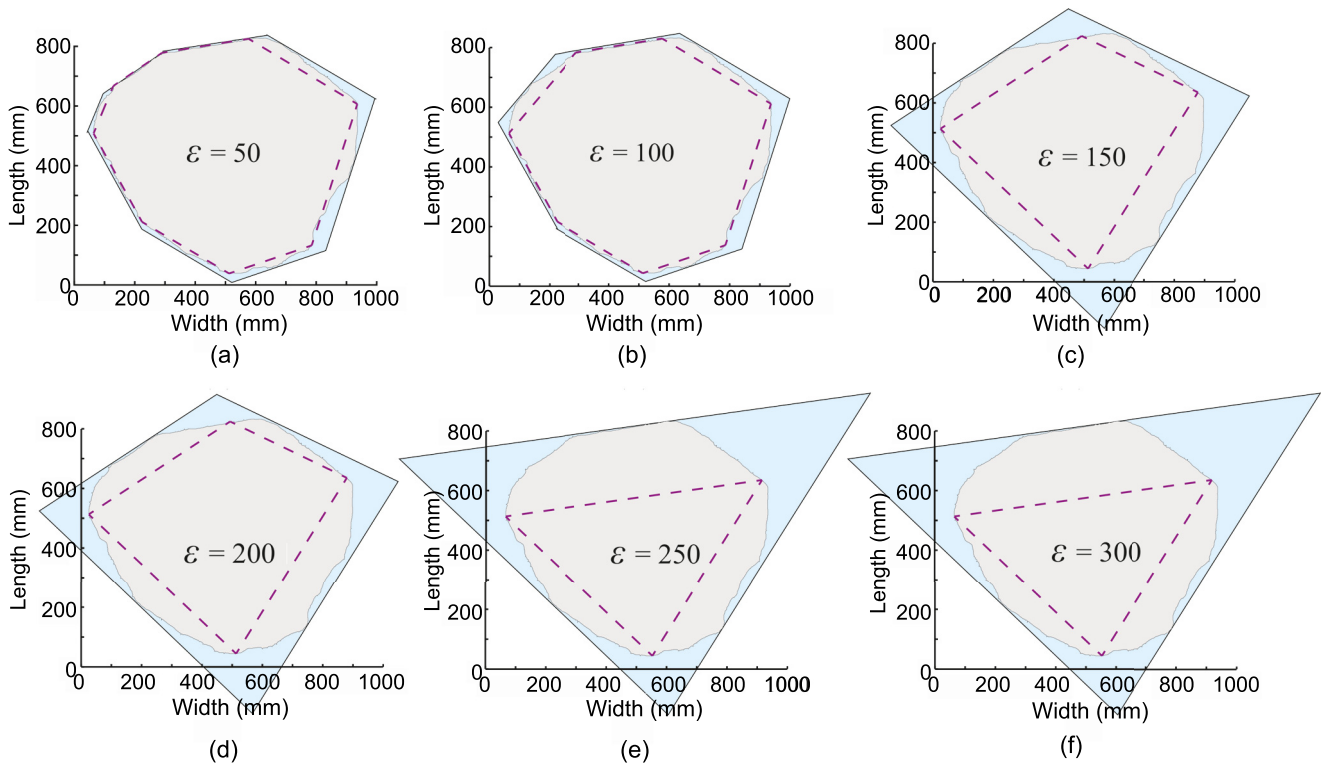 800
600
400
200
0
Length (mm)
ε = 50
0 200 400 600 800 1000
Width (mm)
(a)
800
600
400
200
0
Length (mm)
ε = 100
0 200 400 600 800 1000
Width (mm)
(b)
800
600
400
200
0
Length (mm)
ε = 150
0 200 400 600 800 1000
Width (mm)
(c)
800
600
400
200
0
Length (mm)
ε = 200
0 200 400 600 800 1000
Width (mm)
(d)
800
600
400
200
0
Length (mm)
ε = 250
0 200 400 600 800 1000
Width (mm)
(e)
800
600
400
200
0
Length (mm)
ε = 300
0 200 400 600 800 1000
Width (mm)
(f)